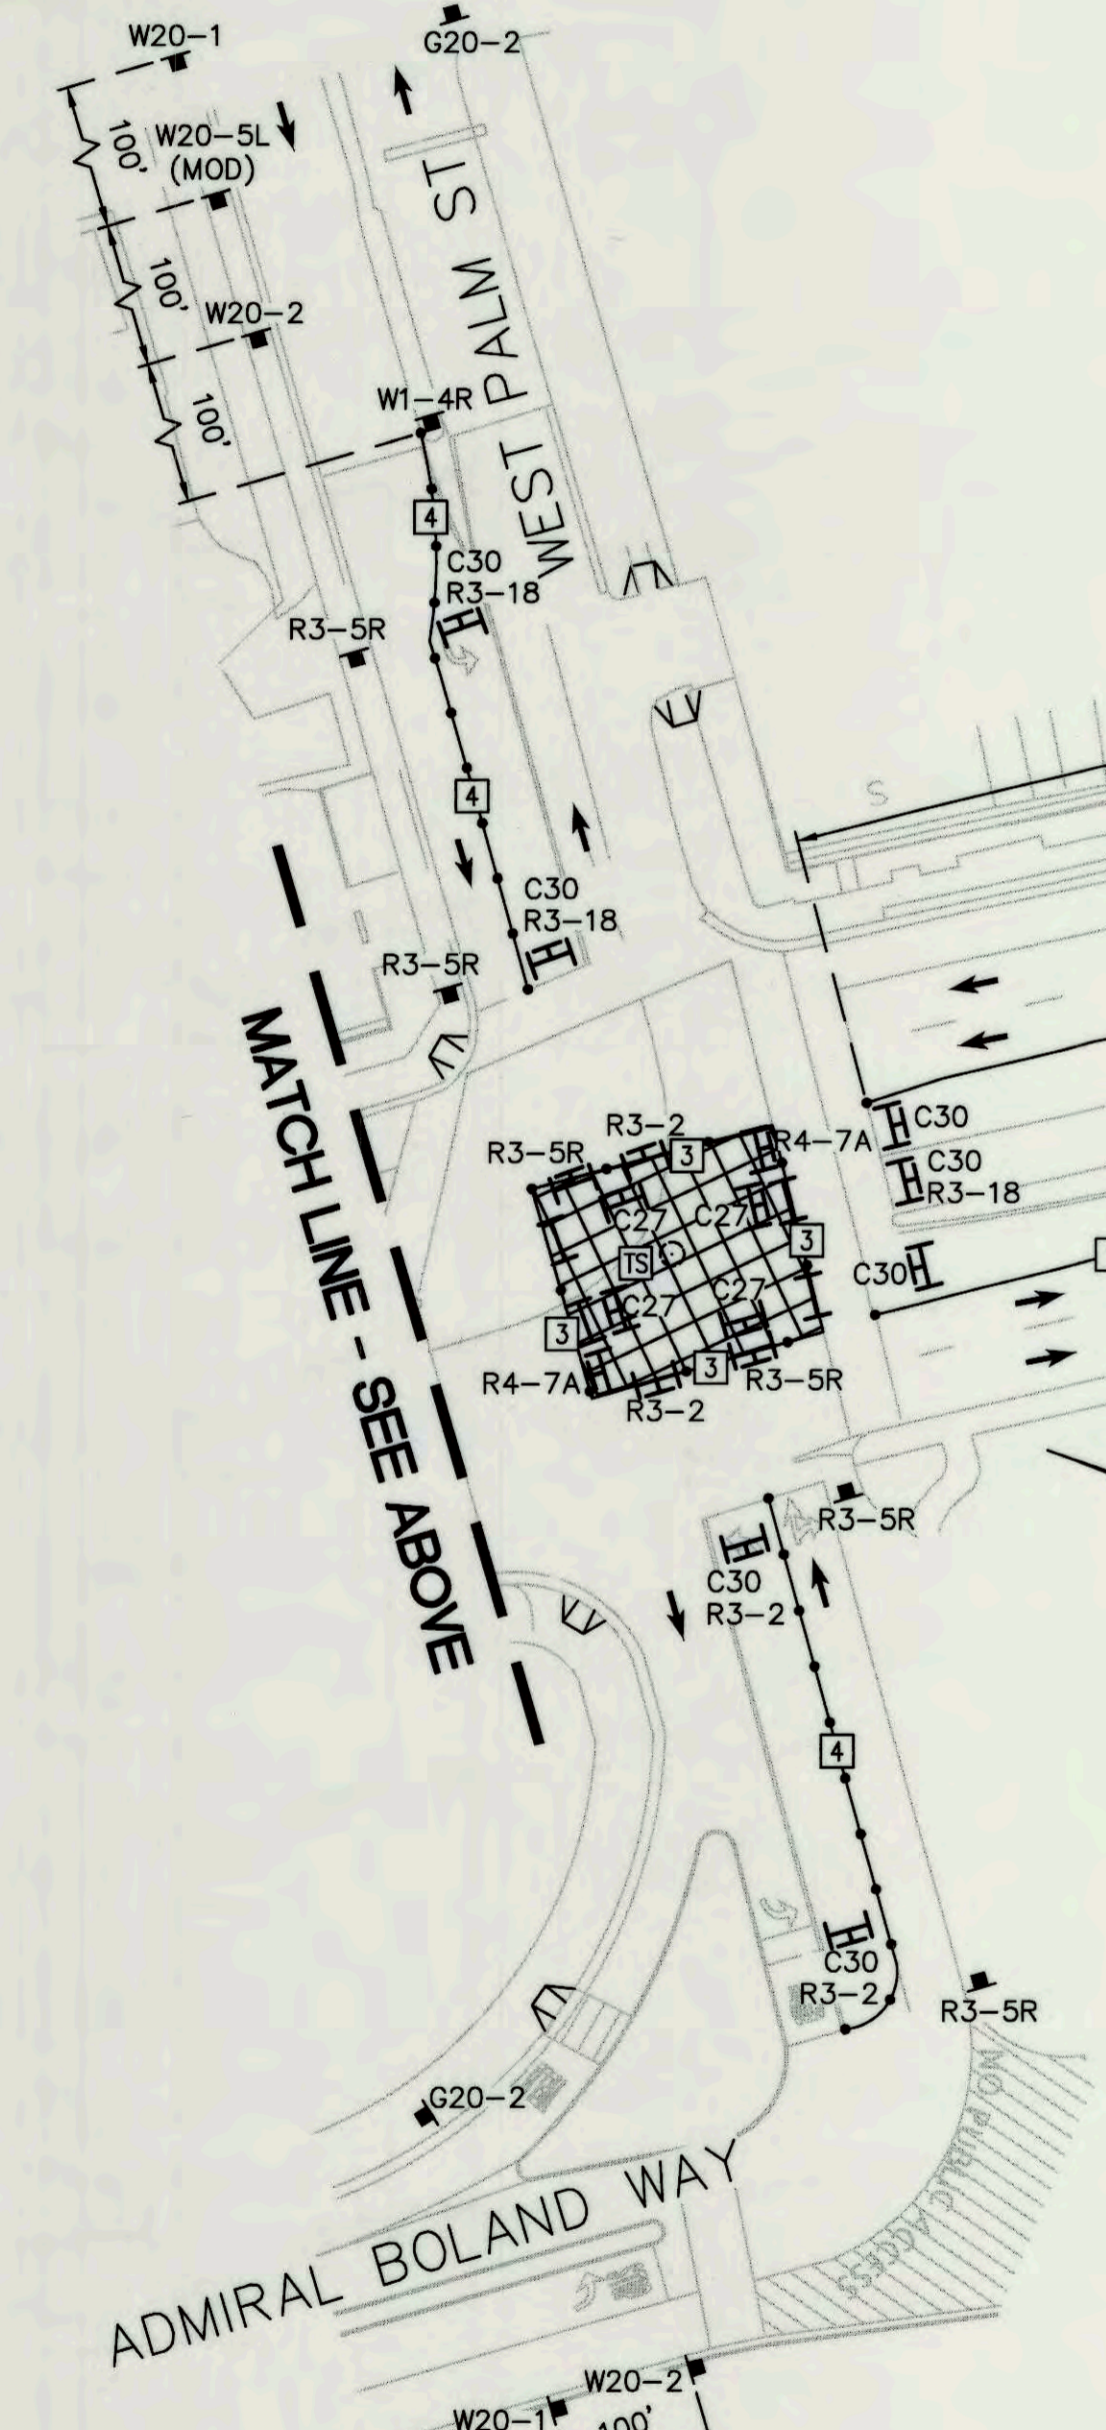 W20-1
G20-2
100'
W20-5L
(MOD)
100'
W20-2
100'
W1-4R
WEST PALM ST
4
C30
R3-18
R3-5R
4
S
C30
R3-18
R3-5R
MATCH LINE - SEE ABOVE
C30
C30
R3-18
R3-2
R3-5R
3
R4-7A
C27
C27
TS
3
C30
C27
C27
3
3
R4-7A
R3-5R
R3-2
R3-5R
C30
R3-2
4
C30
R3-2
R3-5R
NO PUBLIC ACCESS
G20-2
ADMIRAL BOLAND WAY
W20-2
W20-1
100'